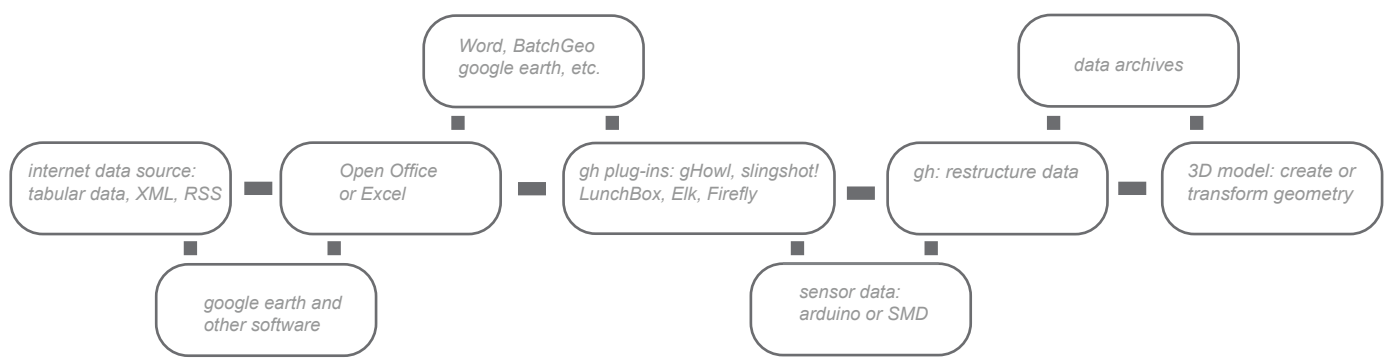 Word, BatchGeo
google earth, etc.
data archives
internet data source:
tabular data, XML, RSS
Open Office
or Excel
gh plug-ins: gHowl, slingshot!
LunchBox, Elk, Firefly
gh: restructure data
3D model: create or
transform geometry
google earth and
other software
sensor data:
arduino or SMD